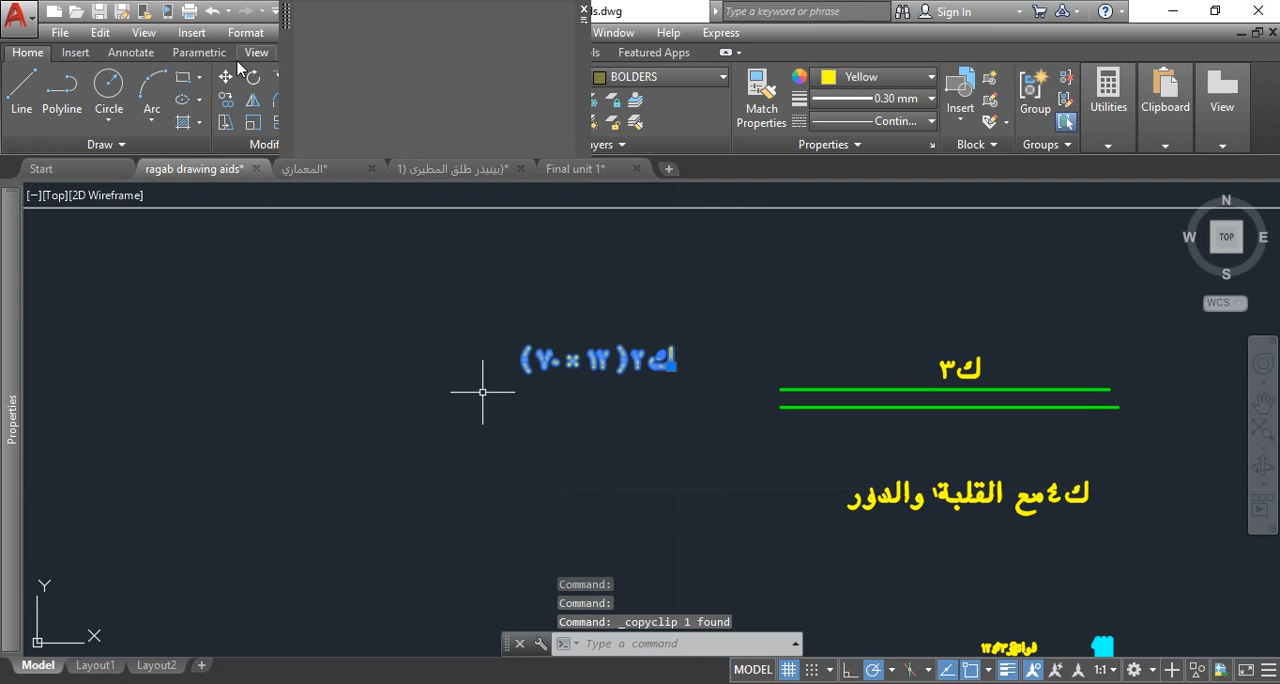 ls.dwg
Type a keyword or phrase
Sign In
File Edit View Insert Format
Window Help Express
Home Insert Annotate Parametric View
ls Featured Apps
Line Polyline Circle Arc
BOLDERS
Match Properties
Yellow
0.30 mm
Contin...
Insert
Group
Utilities
Clipboard
View
Draw
Modif
ayers
Properties
Block
Groups
Start
ragab drawing aids*
المعماري*
بينيدر طلق المطيرى (1)*
Final unit 1*
[−][Top][2D Wireframe]
N
W TOP E
S
WCS
Properties
ك٢( ١٢ × ٧٠)
ك٣
ك٤ مع القلبة والدور
Y
X
Command:
Command:
Command: _copyclip 1 found
Type a command
Model Layout1 Layout2
MODEL
1:1